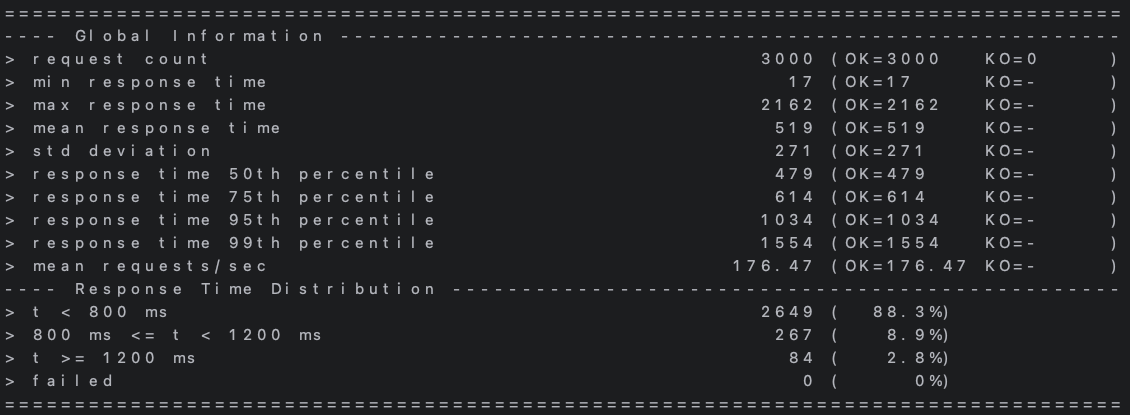 ================================================================================
---- Global Information --------------------------------------------------------
> request count                                       3000 (OK=3000   KO=0     )
> min response time                                     17 (OK=17     KO=-     )
> max response time                                   2162 (OK=2162   KO=-     )
> mean response time                                   519 (OK=519    KO=-     )
> std deviation                                        271 (OK=271    KO=-     )
> response time 50th percentile                        479 (OK=479    KO=-     )
> response time 75th percentile                        614 (OK=614    KO=-     )
> response time 95th percentile                       1034 (OK=1034   KO=-     )
> response time 99th percentile                       1554 (OK=1554   KO=-     )
> mean requests/sec                                 176.47 (OK=176.47 KO=-     )
---- Response Time Distribution ------------------------------------------------
> t < 800 ms                                          2649 (  88.3%)
> 800 ms <= t < 1200 ms                                267 (   8.9%)
> t >= 1200 ms                                          84 (   2.8%)
> failed                                                 0 (     0%)
================================================================================